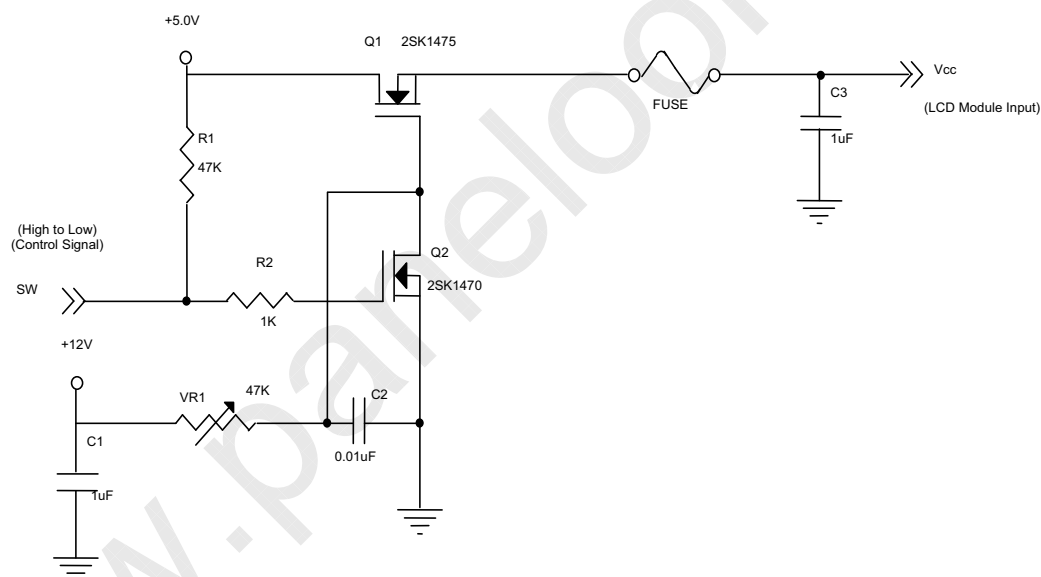 +5.0V
Q1 2SK1475
Vcc
FUSE
C3
(LCD Module Input)
1uF
R1
47K
(High to Low)
(Control Signal)
R2
Q2
SW
2SK1470
1K
+12V
VR1
47K
C2
C1
0.01uF
1uF
w.paneloo